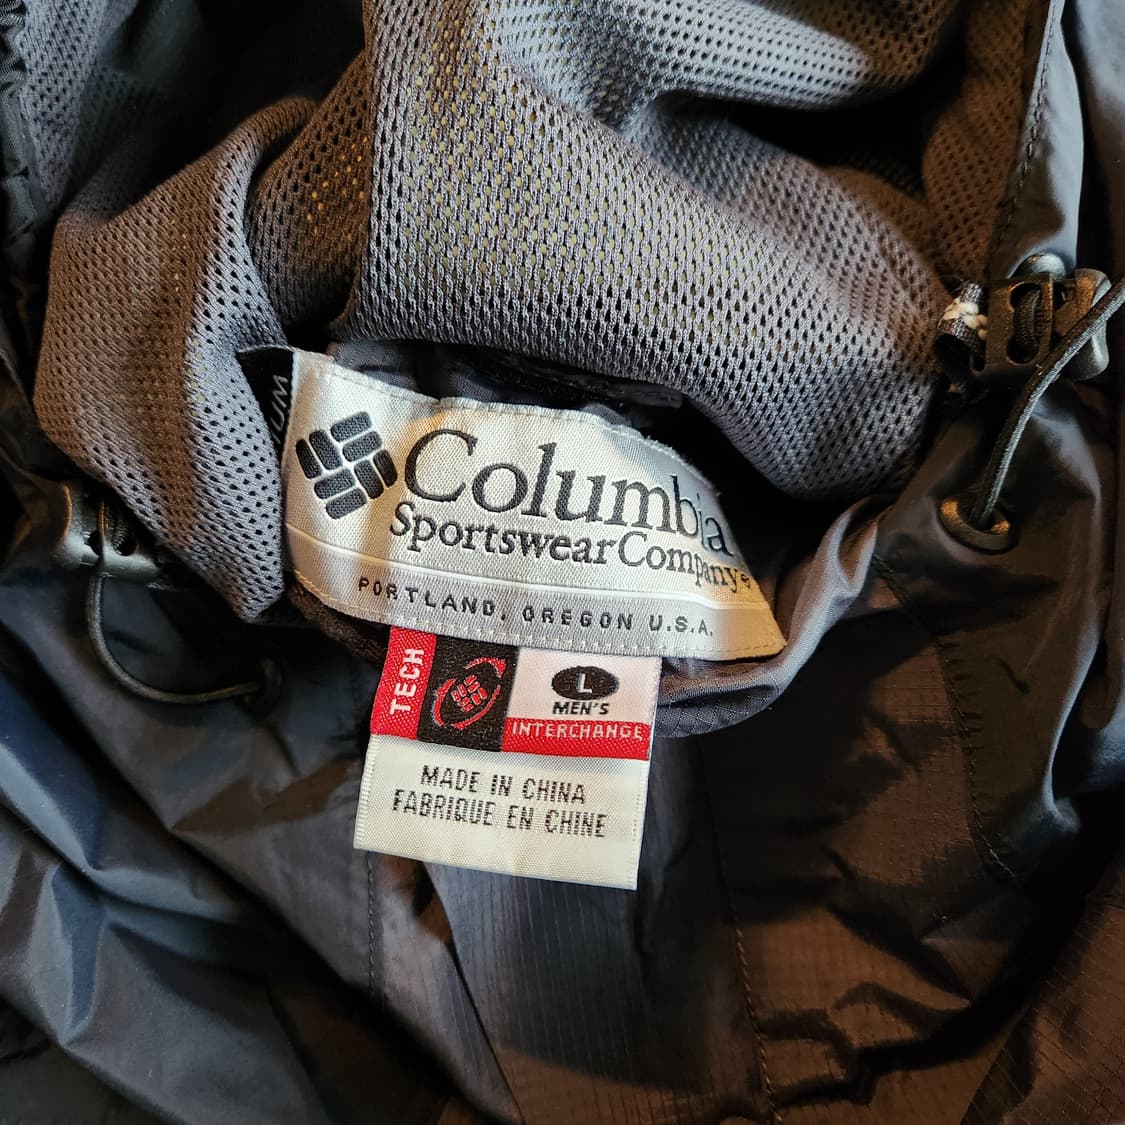 Columbia
Sportswear Company®
PORTLAND, OREGON U.S.A.
TECH
L
MEN'S
INTERCHANGE
MADE IN CHINA
FABRIQUE EN CHINE